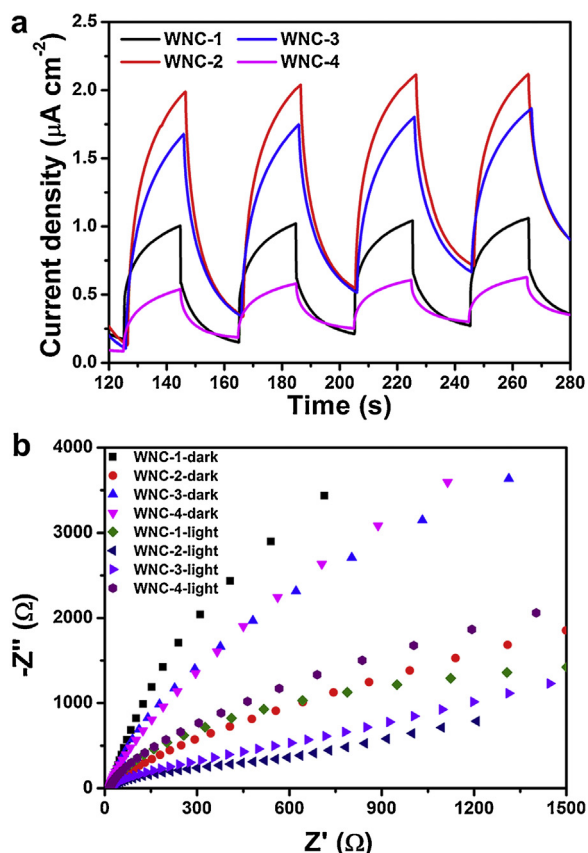 a
WNC-1 WNC-3
WNC-2 WNC-4
Current density (μA cm⁻²)
2.5
2.0
1.5
1.0
0.5
0.0
120 140 160 180 200 220 240 260 280
Time (s)
b
WNC-1-dark
WNC-2-dark
WNC-3-dark
WNC-4-dark
WNC-1-light
WNC-2-light
WNC-3-light
WNC-4-light
-Z'' (Ω)
4000
3000
2000
1000
0
0 300 600 900 1200 1500
Z' (Ω)